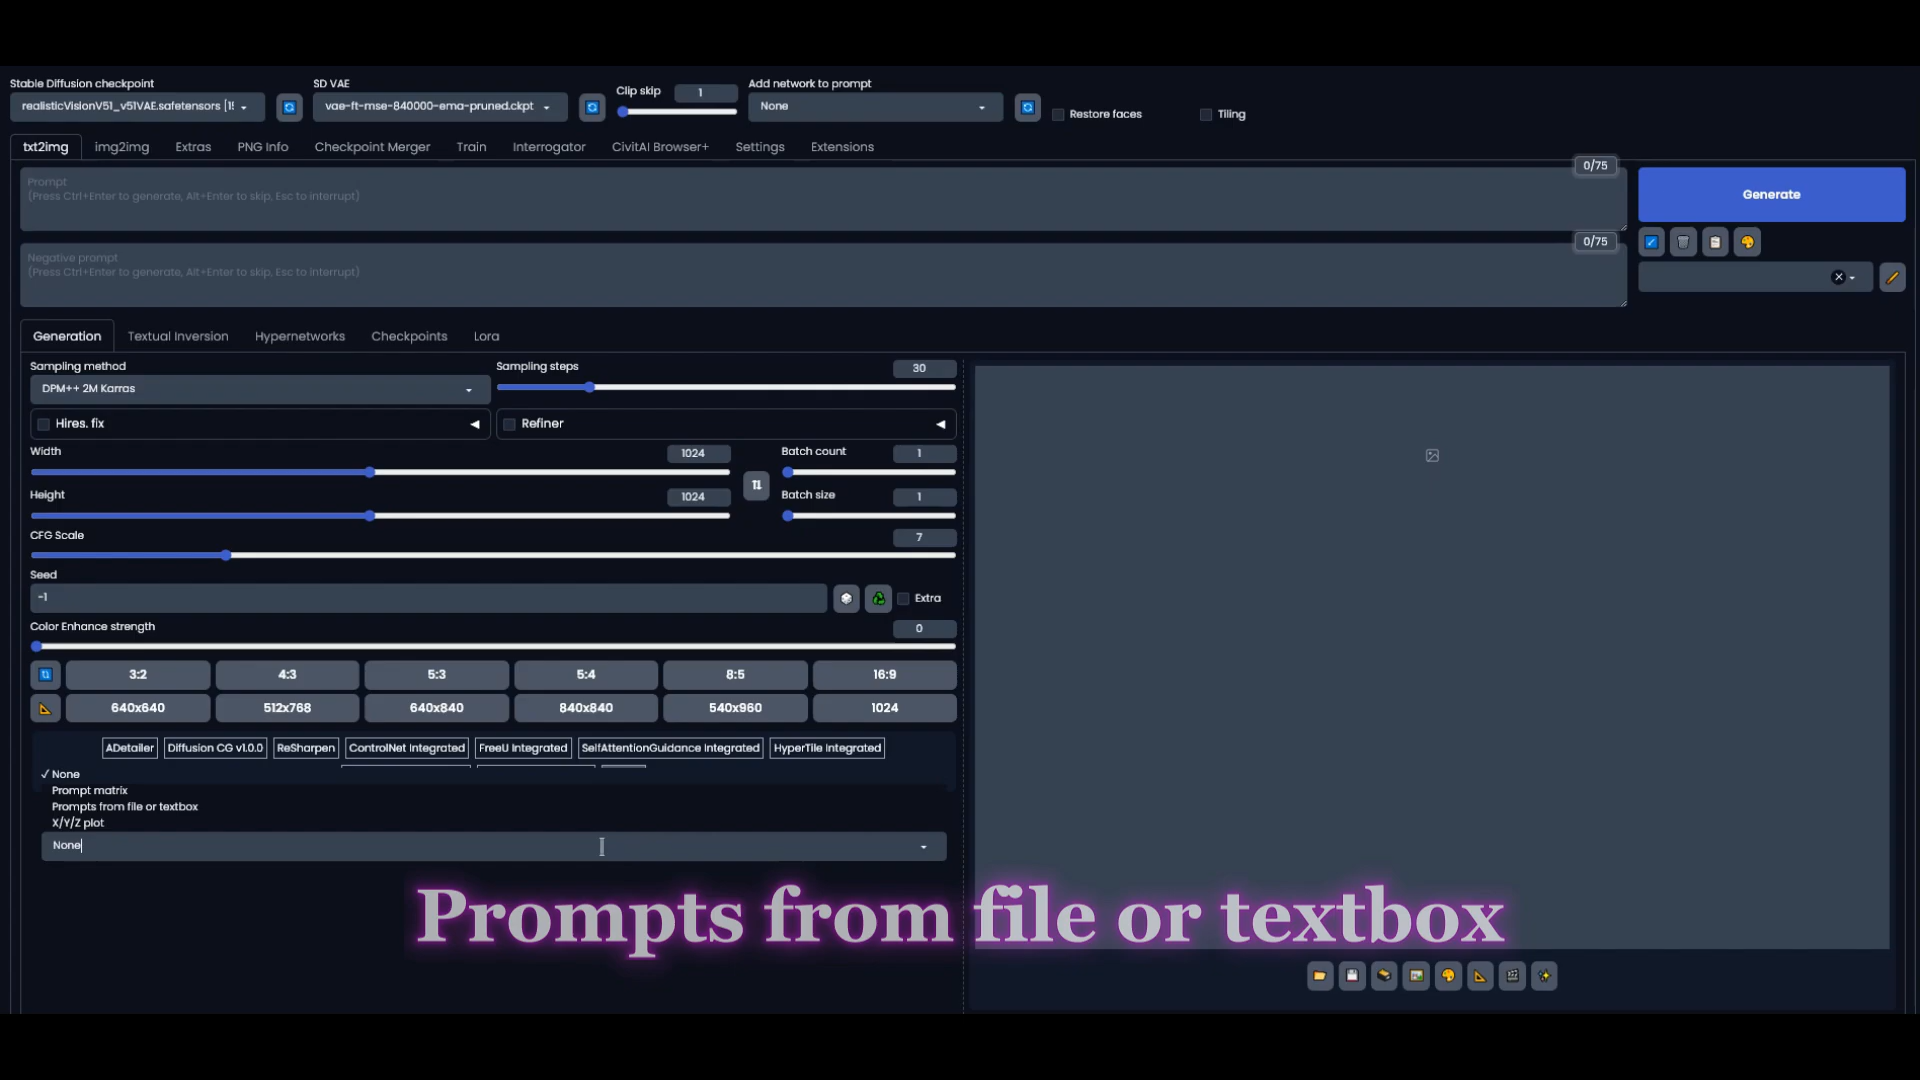 Stable Diffusion checkpoint
SD VAE
Clip skip
1
Add network to prompt
realisticVisionV51_v51VAE.safetensors [1!
vae-ft-mse-840000-ema-pruned.ckpt
None
Restore faces
Tiling
txt2img
img2img
Extras
PNG Info
Checkpoint Merger
Train
Interrogator
CivitAI Browser+
Settings
Extensions
0/75
Prompt
(Press Ctrl+Enter to generate, Alt+Enter to skip, Esc to interrupt)
Generate
0/75
Negative prompt
(Press Ctrl+Enter to generate, Alt+Enter to skip, Esc to interrupt)
Generation
Textual Inversion
Hypernetworks
Checkpoints
Lora
Sampling method
DPM++ 2M Karras
Sampling steps
30
Hires. fix
Refiner
Width
1024
Batch count
1
Height
1024
Batch size
1
CFG Scale
7
Seed
-1
Extra
Color Enhance strength
0
3:2
4:3
5:3
5:4
8:5
16:9
640x640
512x768
640x840
840x840
540x960
1024
ADetailer
Diffusion CG v1.0.0
ReSharpen
ControlNet Integrated
FreeU Integrated
SelfAttentionGuidance Integrated
HyperTile Integrated
✓ None
Prompt matrix
Prompts from file or textbox
X/Y/Z plot
None
Prompts from file or textbox